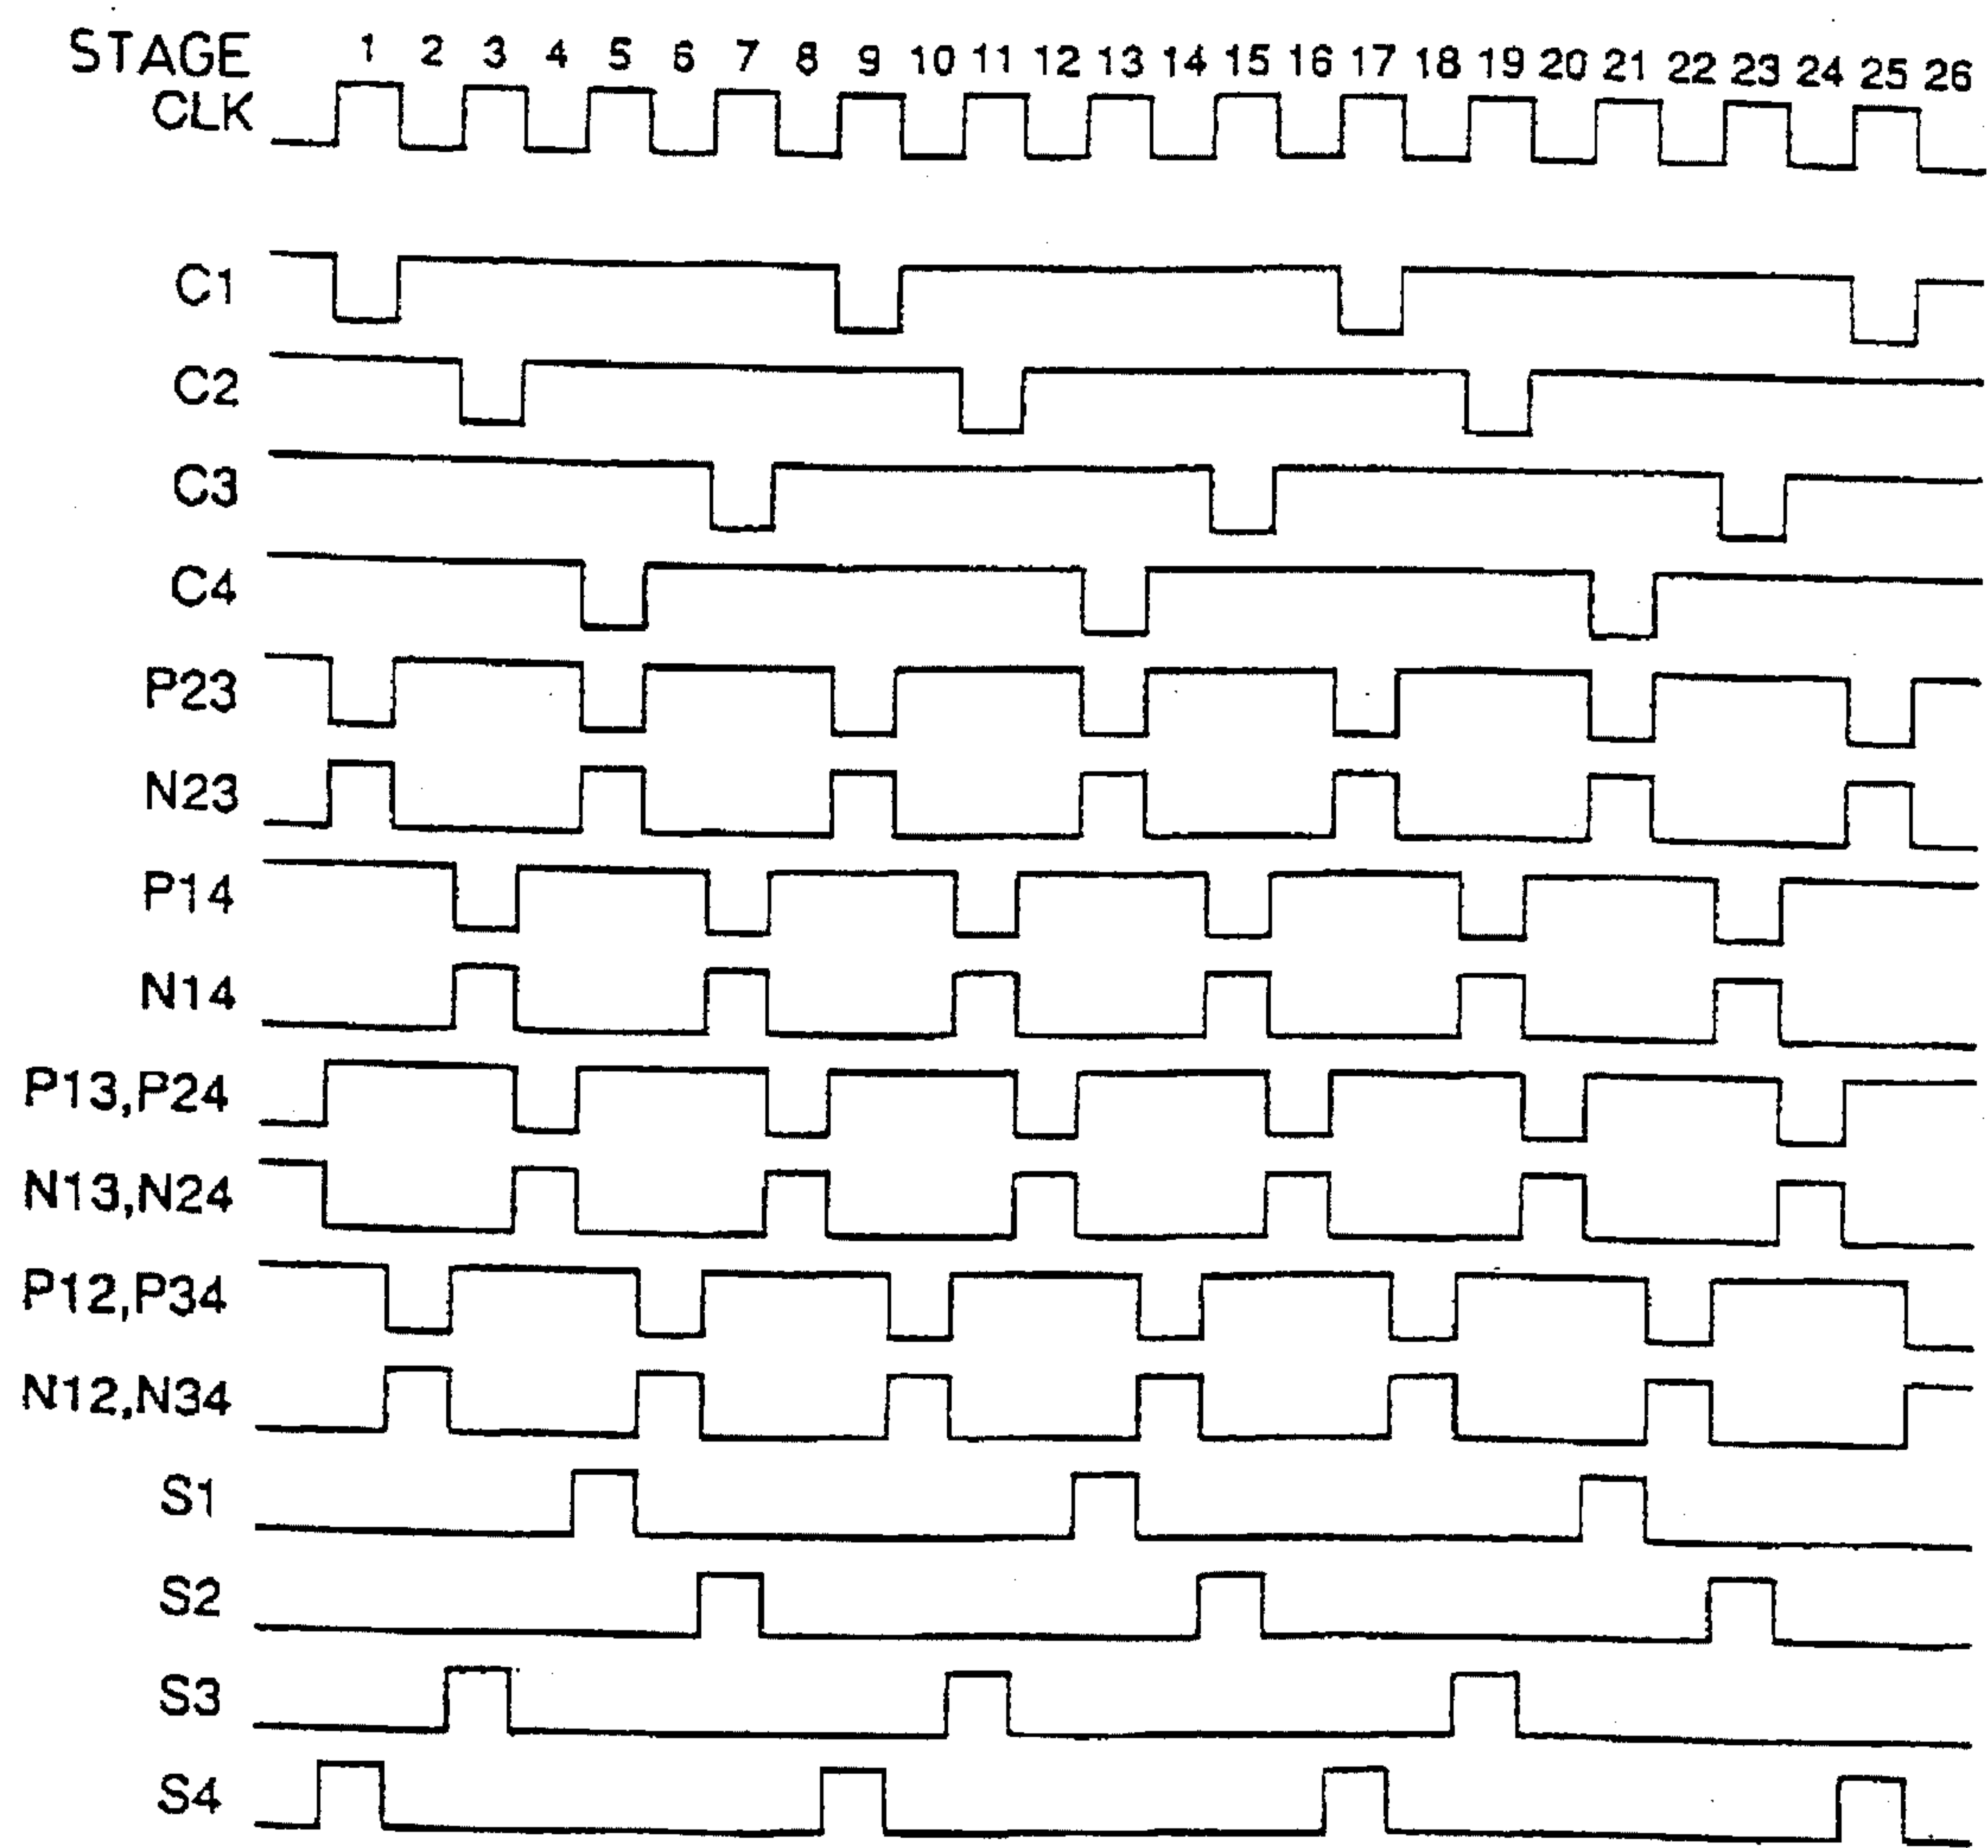 STAGE 1 2 3 4 5 6 7 8 9 10 11 12 13 14 15 16 17 18 19 20 21 22 23 24 25 26
CLK
C1
C2
C3
C4
P23
N23
P14
N14
P13,P24
N13,N24
P12,P34
N12,N34
S1
S2
S3
S4